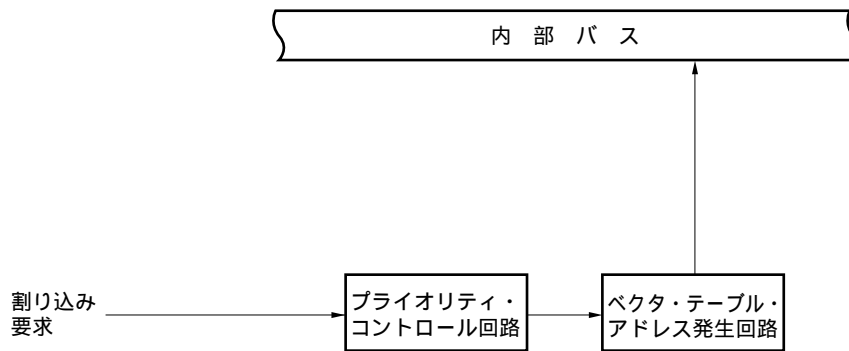 内 部 バ ス
割り込み
要求
プライオリティ・
コントロール回路
ベクタ・テーブル・
アドレス発生回路